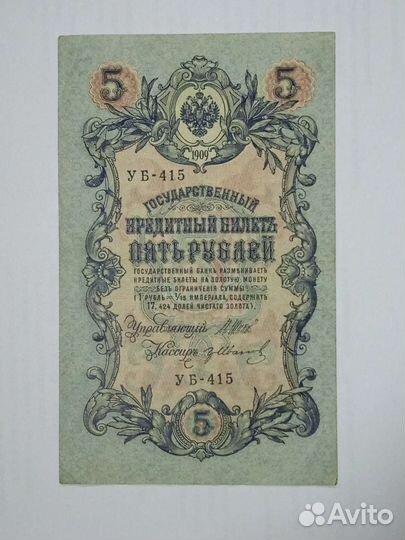 5 5
1909
УБ-415
ГОСУДАРСТВЕННЫЙ
КРЕДИТНЫЙ БИЛЕТЪ
ПЯТЬ РУБЛЕЙ
ГОСУДАРСТВЕННЫЙ БАНКЪ РАЗМѢНИВАЕТЪ
КРЕДИТНЫЕ БИЛЕТЫ НА ЗОЛОТУЮ МОНЕТУ
БЕЗЪ ОГРАНИЧЕНІЯ СУММЫ
(1 РУБЛЬ = 1/15 ИМПЕРІАЛА, СОДЕРЖИТЪ
17,424 ДОЛЕЙ ЧИСТАГО ЗОЛОТА).
Управляющій
Кассиръ
УБ-415
5
Avito